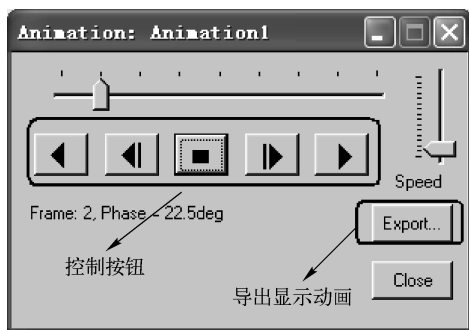 Animation: Animation1
Speed
Frame: 2, Phase = 22.5deg
Export...
控制按钮
导出显示动画
Close